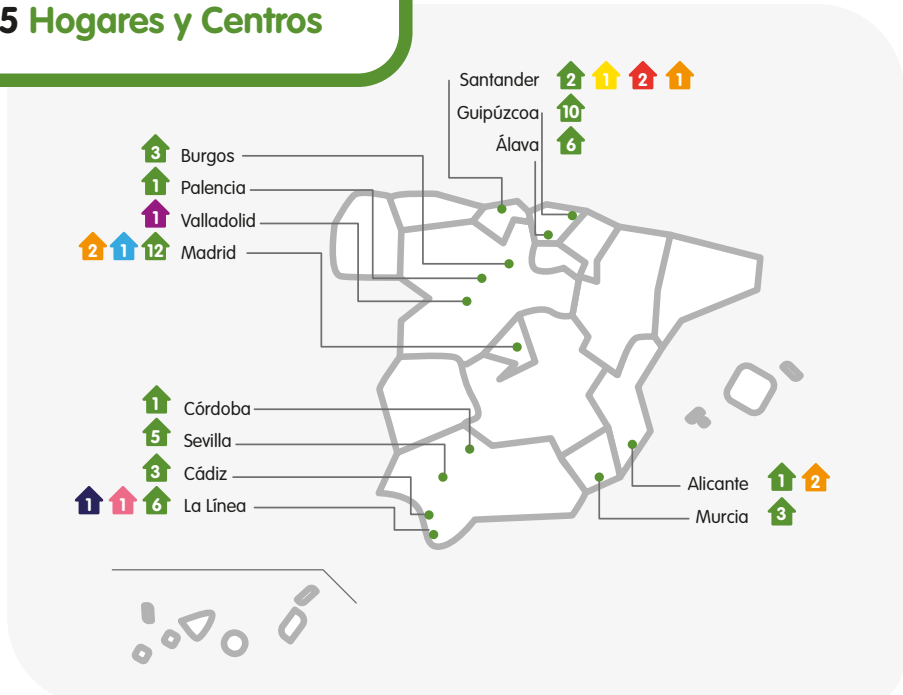 5 Hogares y Centros
Santander 2 1 2 1
Guipúzcoa 10
Álava 6
3 Burgos
1 Palencia
1 Valladolid
2 1 12 Madrid
1 Córdoba
5 Sevilla
3 Cádiz
1 1 6 La Línea
Alicante 1 2
Murcia 3